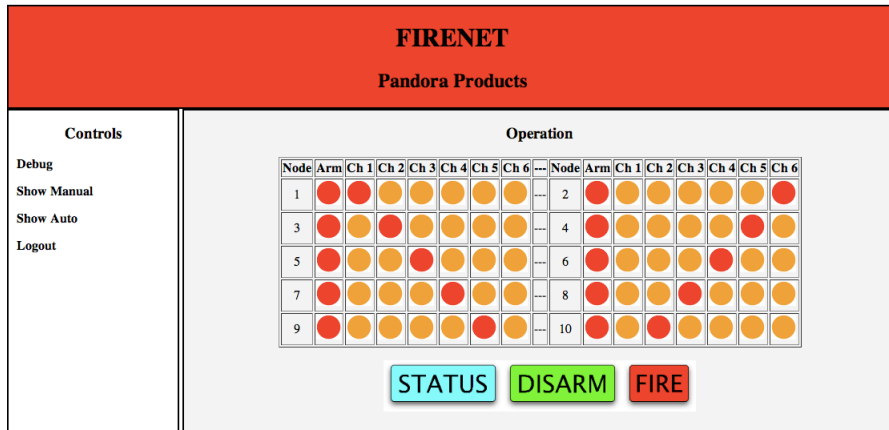 FIRENET
Pandora Products
Controls
Debug
Show Manual
Show Auto
Logout
Operation
Node Arm Ch 1 Ch 2 Ch 3 Ch 4 Ch 5 Ch 6 --- Node Arm Ch 1 Ch 2 Ch 3 Ch 4 Ch 5 Ch 6
1 --- 2
3 --- 4
5 --- 6
7 --- 8
9 --- 10
STATUS DISARM FIRE